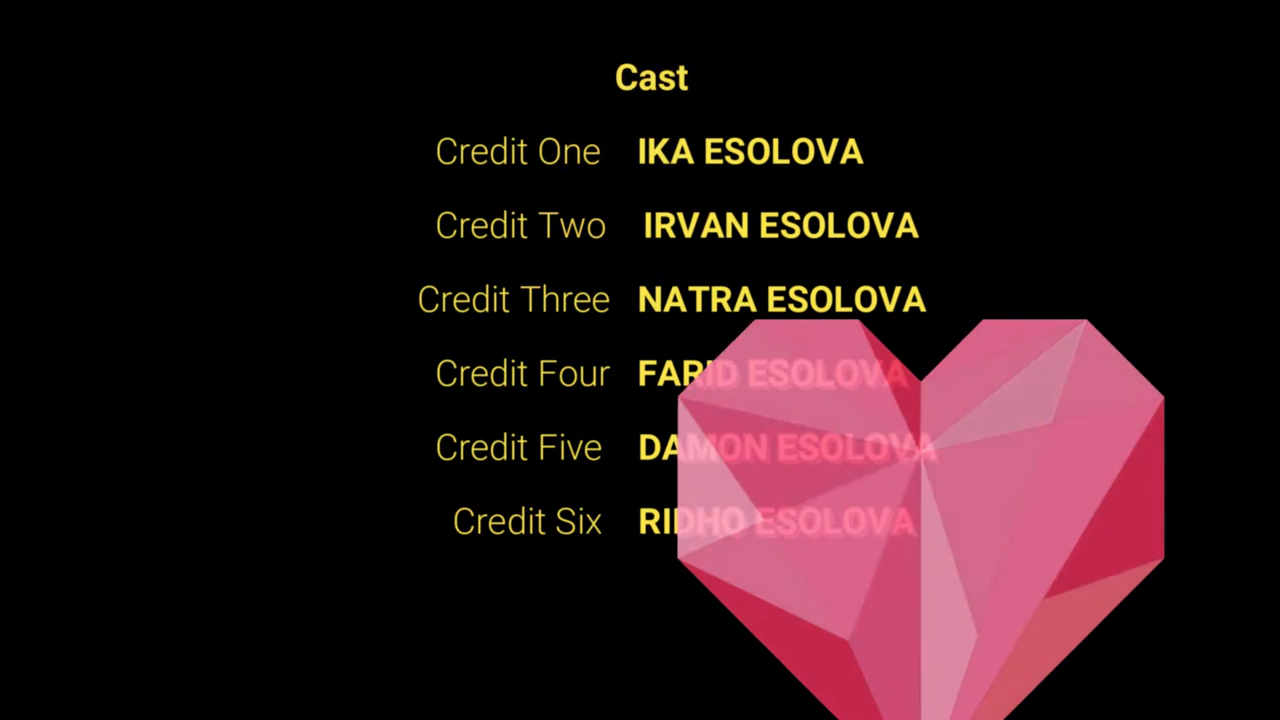 Cast
Credit One IKA ESOLOVA
Credit Two IRVAN ESOLOVA
Credit Three NATRA ESOLOVA
Credit Four FARID ESOLOVA
Credit Five DAMON ESOLOVA
Credit Six RIDHO ESOLOVA